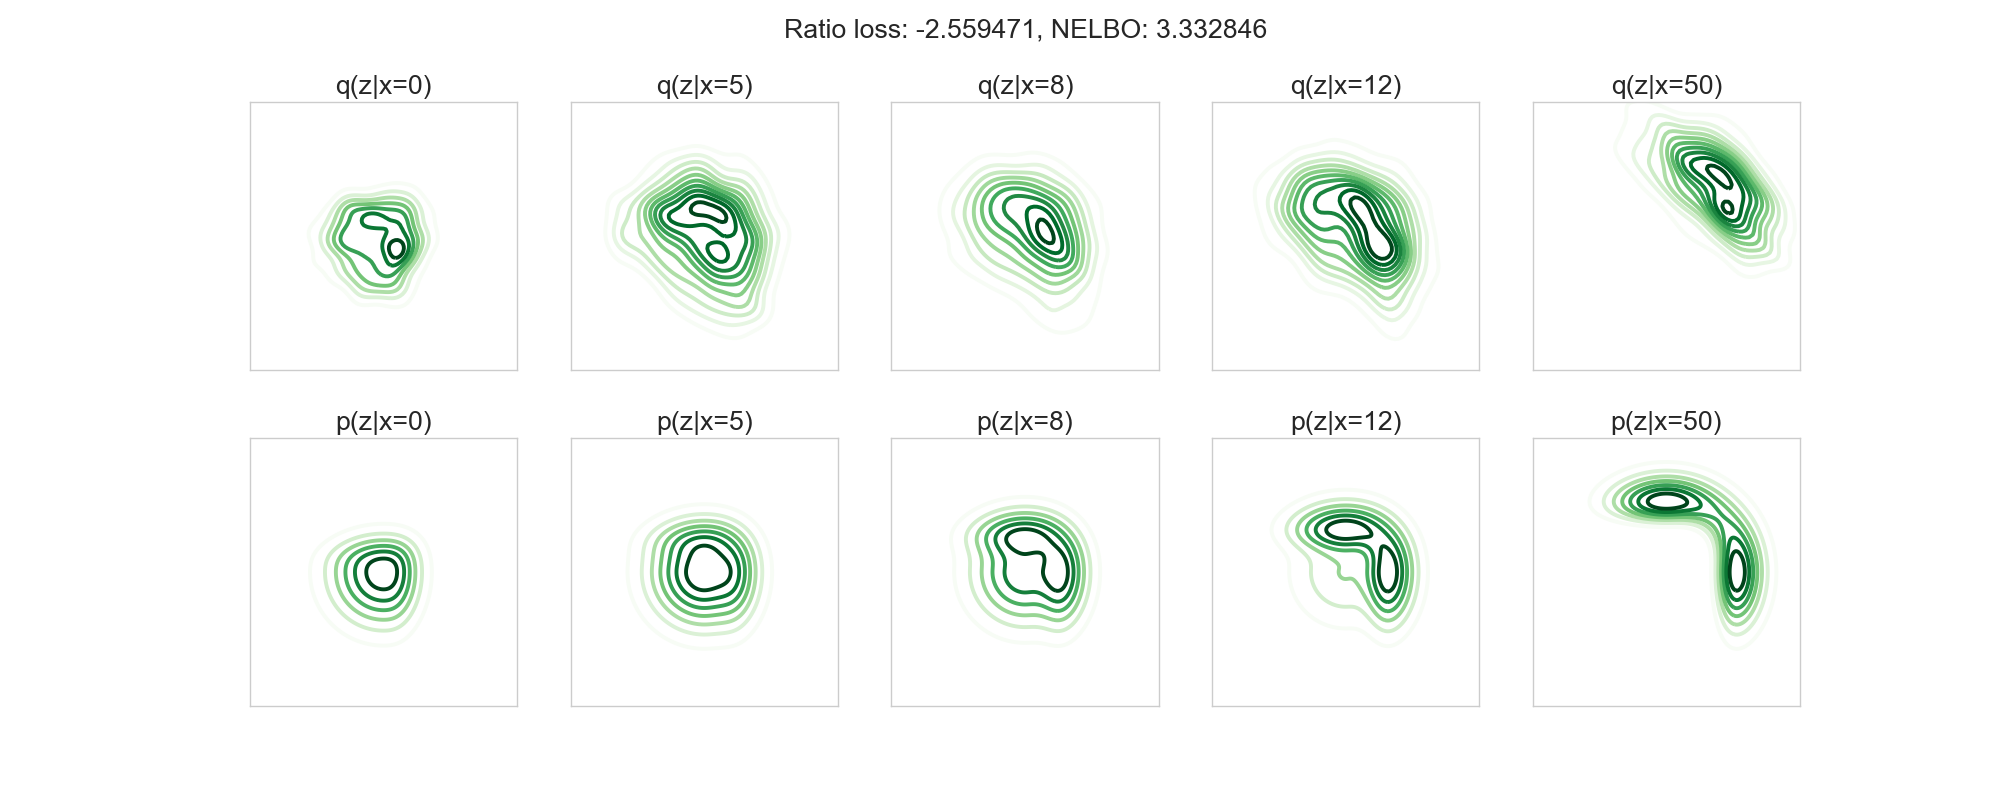 Ratio loss: -2.559471, NELBO: 3.332846
q(z|x=0) q(z|x=5) q(z|x=8) q(z|x=12) q(z|x=50)
p(z|x=0) p(z|x=5) p(z|x=8) p(z|x=12) p(z|x=50)